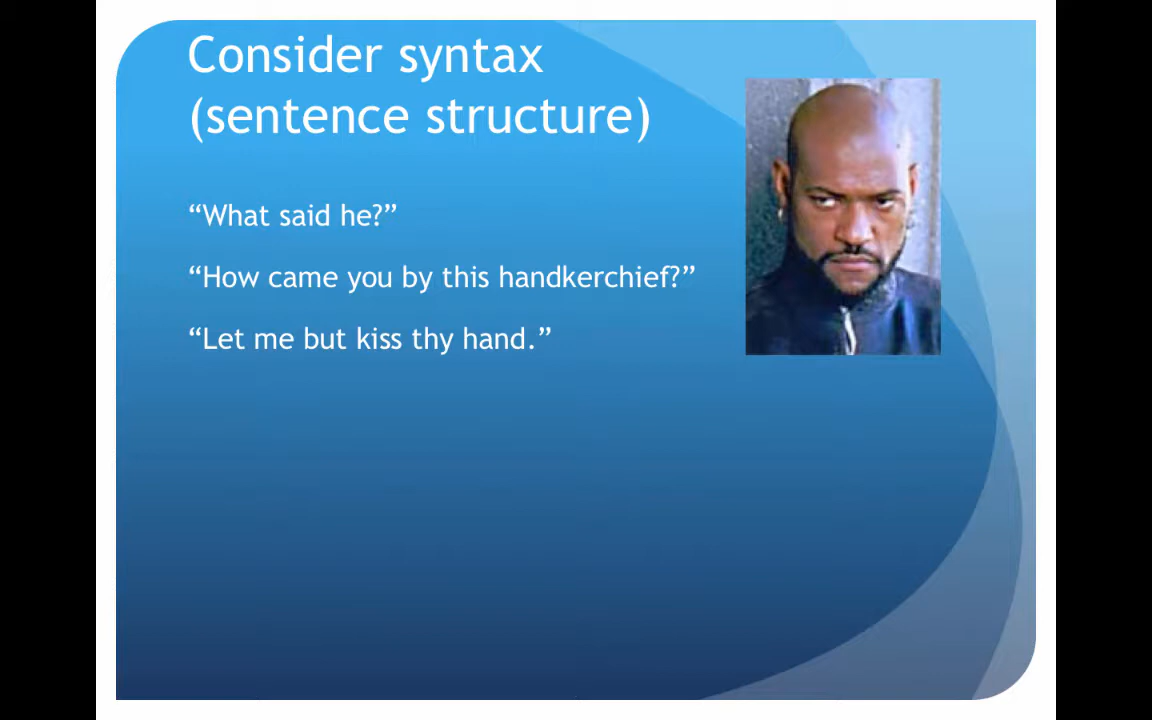 Consider syntax
(sentence structure)
“What said he?”
“How came you by this handkerchief?”
“Let me but kiss thy hand.”